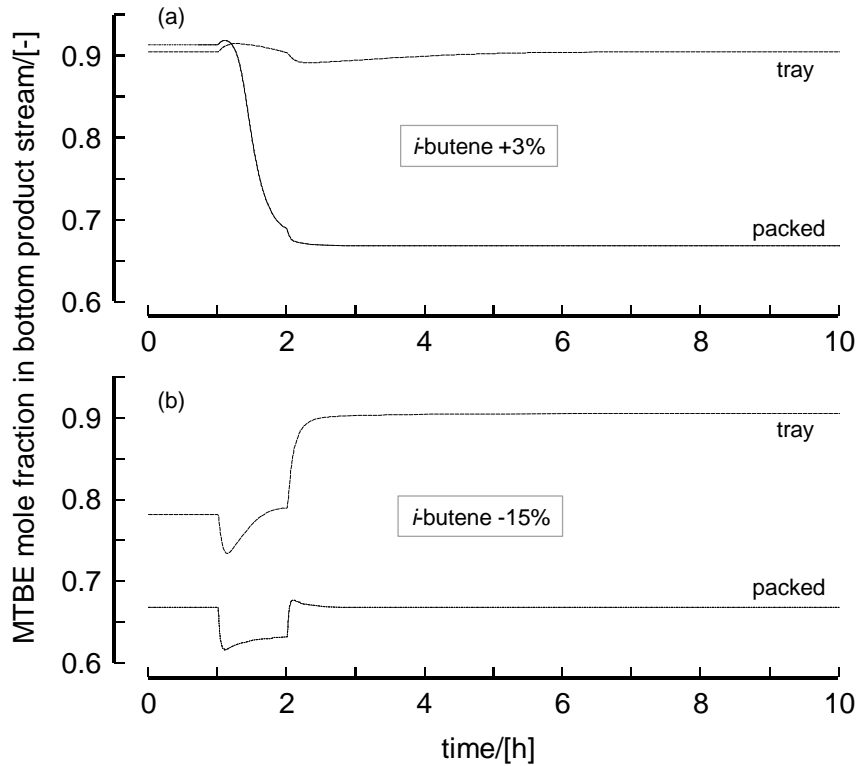 MTBE mole fraction in bottom product stream/[-]
(a)
0.9
tray
0.8
i-butene +3%
0.7
packed
0.6
0 2 4 6 8 10
(b)
0.9
tray
0.8
i-butene -15%
0.7
packed
0.6
0 2 4 6 8 10
time/[h]